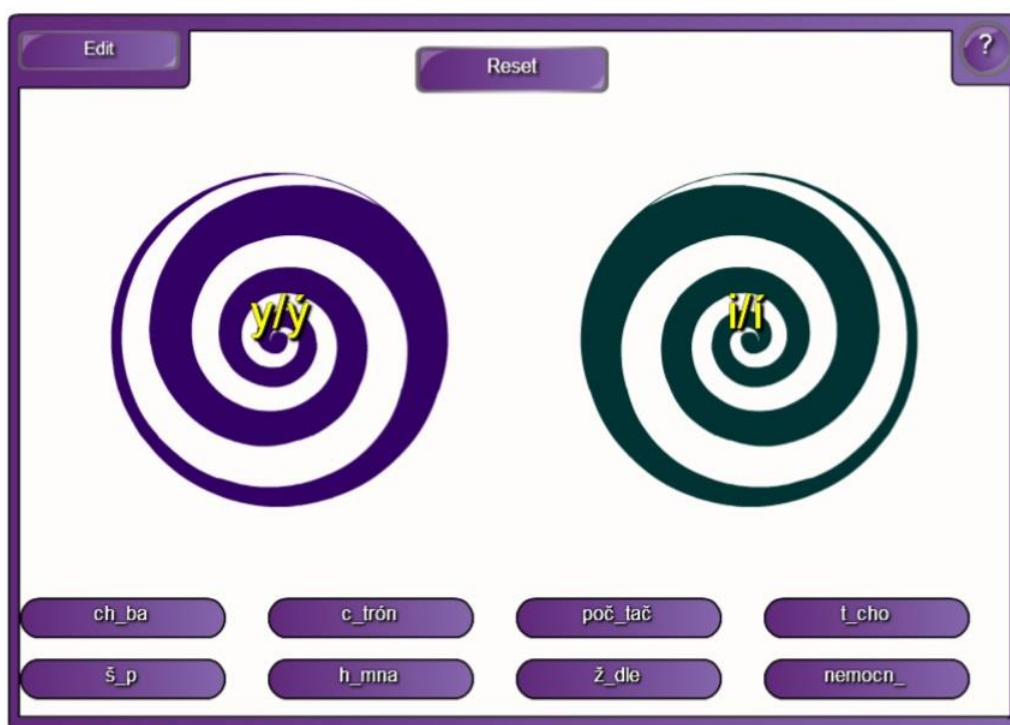 Edit
Reset
?
y/ý
i/í
ch_ba
c_trón
poč_tač
t_cho
š_p
h_mna
ž_dle
nemocn_